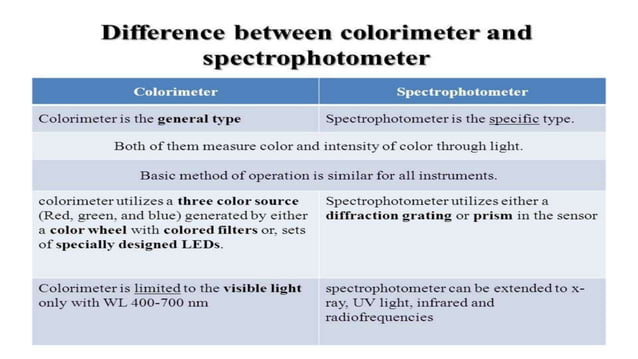 Difference between colorimeter and
spectrophotometer
Colorimeter
Spectrophotometer
Colorimeter is the general type
Spectrophotometer is the specific type.
Both of them measure color and intensity of color through light.
Basic method of operation is similar for all instruments.
colorimeter utilizes a three color source
(Red, green, and blue) generated by either
a color wheel with colored filters or, sets
of specially designed LEDs.
Spectrophotometer utilizes either a
diffraction grating or prism in the sensor
Colorimeter is limited to the visible light
only with WL 400-700 nm
spectrophotometer can be extended to x-
ray, UV light, infrared and
radiofrequencies